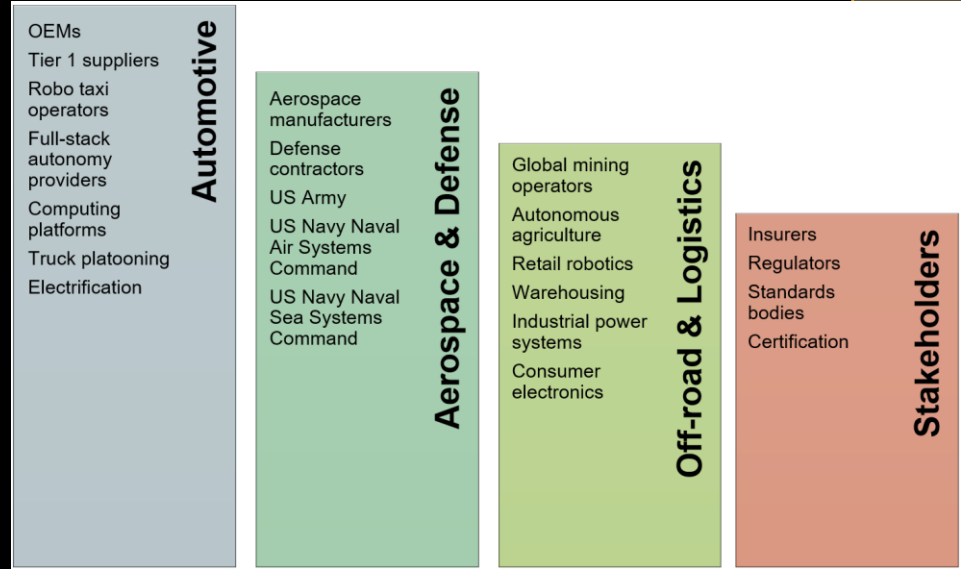 OEMs
Tier 1 suppliers
Robo taxi
operators
Full-stack
autonomy
providers
Computing
platforms
Truck platooning
Electrification
Automotive
Aerospace
manufacturers
Defense
contractors
US Army
US Navy Naval
Air Systems
Command
US Navy Naval
Sea Systems
Command
Aerospace & Defense
Global mining
operators
Autonomous
agriculture
Retail robotics
Warehousing
Industrial power
systems
Consumer
electronics
Off-road & Logistics
Insurers
Regulators
Standards
bodies
Certification
Stakeholders